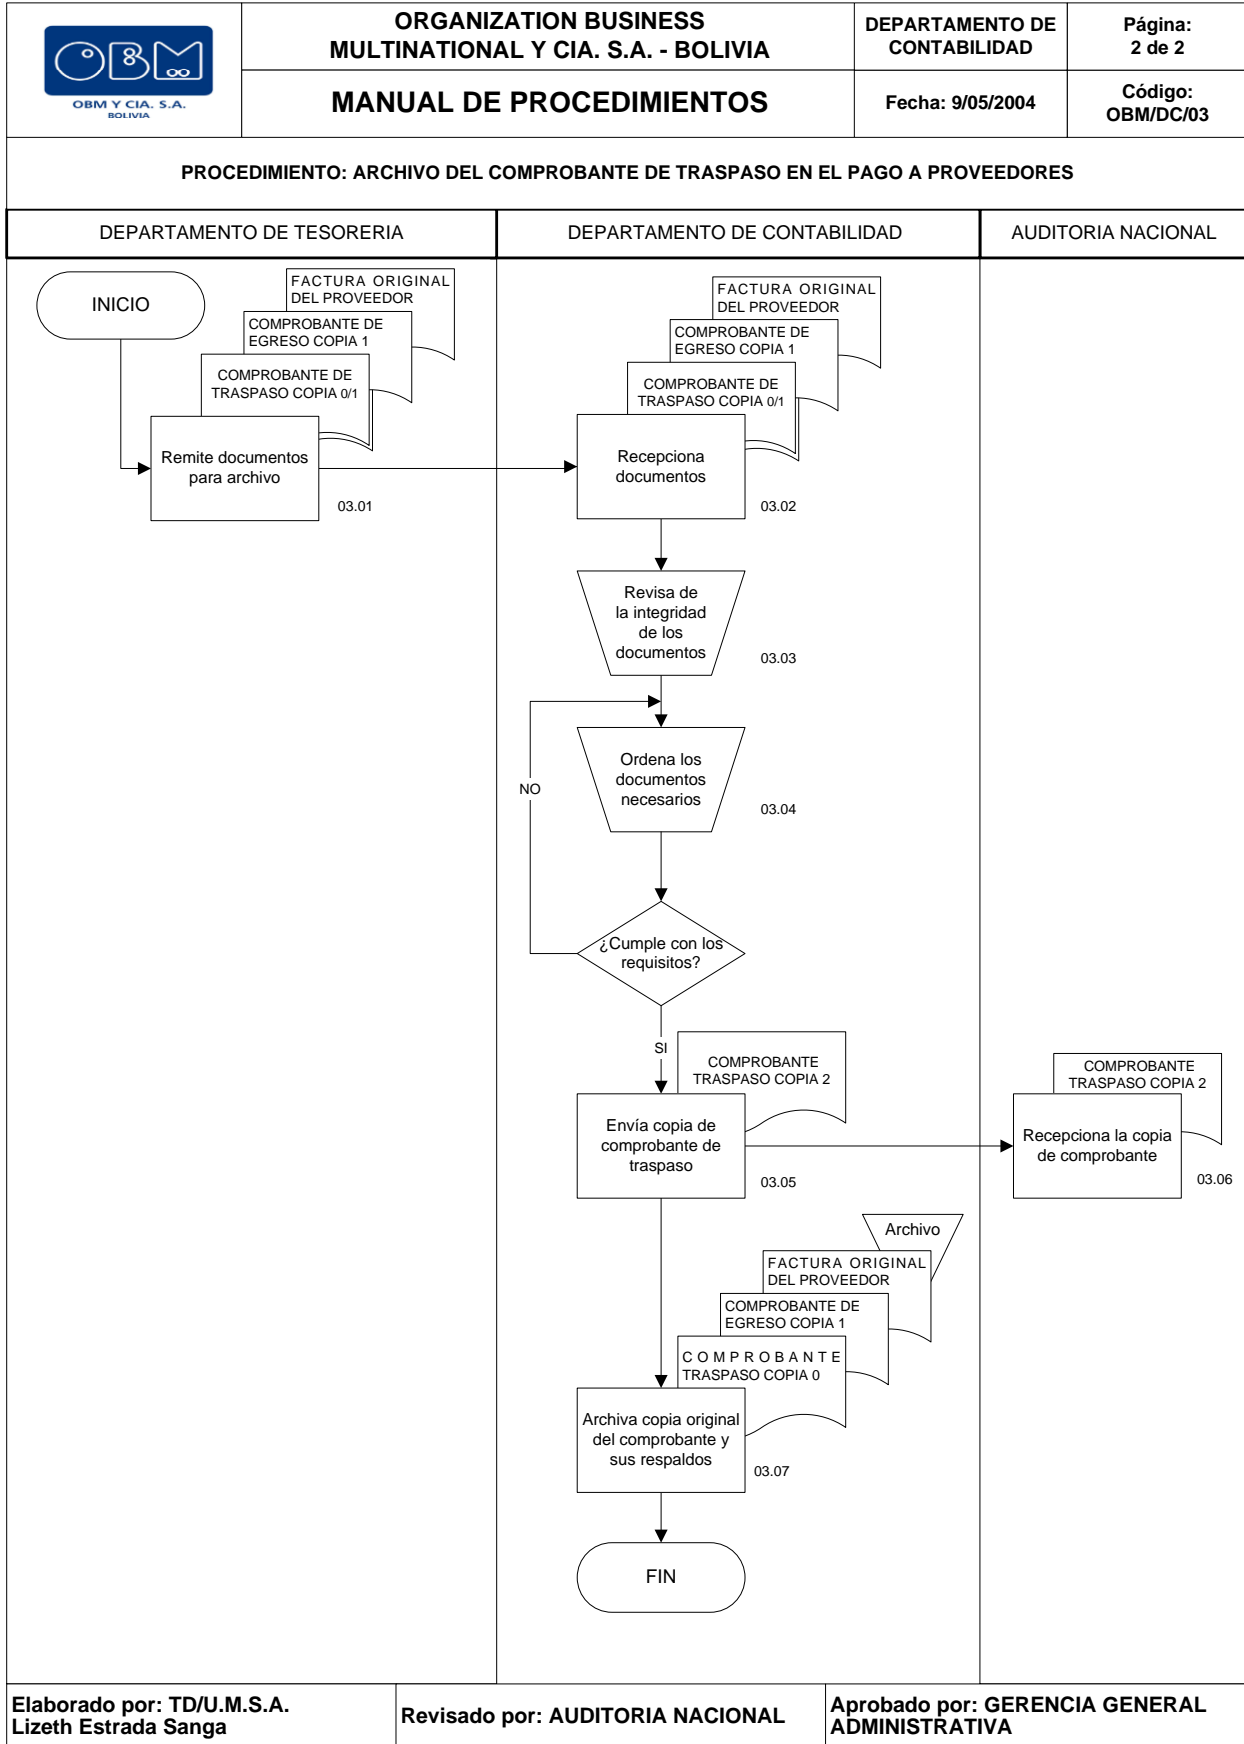 OBM
OBM Y CIA. S.A.
BOLIVIA
ORGANIZATION BUSINESS
MULTINATIONAL Y CIA. S.A. - BOLIVIA
DEPARTAMENTO DE
CONTABILIDAD
Página:
2 de 2
MANUAL DE PROCEDIMIENTOS
Fecha: 9/05/2004
Código:
OBM/DC/03
PROCEDIMIENTO: ARCHIVO DEL COMPROBANTE DE TRASPASO EN EL PAGO A PROVEEDORES
DEPARTAMENTO DE TESORERIA
DEPARTAMENTO DE CONTABILIDAD
AUDITORIA NACIONAL
INICIO
FACTURA ORIGINAL
DEL PROVEEDOR
COMPROBANTE DE
EGRESO COPIA 1
COMPROBANTE DE
TRASPASO COPIA 0/1
Remite documentos
para archivo
03.01
FACTURA ORIGINAL
DEL PROVEEDOR
COMPROBANTE DE
EGRESO COPIA 1
COMPROBANTE DE
TRASPASO COPIA 0/1
Recepciona
documentos
03.02
Revisa de
la integridad
de los
documentos
03.03
Ordena los
documentos
necesarios
03.04
NO
¿Cumple con los
requisitos?
SI
COMPROBANTE
TRASPASO COPIA 2
Envía copia de
comprobante de
traspaso
03.05
COMPROBANTE
TRASPASO COPIA 2
Recepciona la copia
de comprobante
03.06
Archivo
FACTURA ORIGINAL
DEL PROVEEDOR
COMPROBANTE DE
EGRESO COPIA 1
COMPROBANTE
TRASPASO COPIA 0
Archiva copia original
del comprobante y
sus respaldos
03.07
FIN
Elaborado por: TD/U.M.S.A.
Lizeth Estrada Sanga
Revisado por: AUDITORIA NACIONAL
Aprobado por: GERENCIA GENERAL
ADMINISTRATIVA